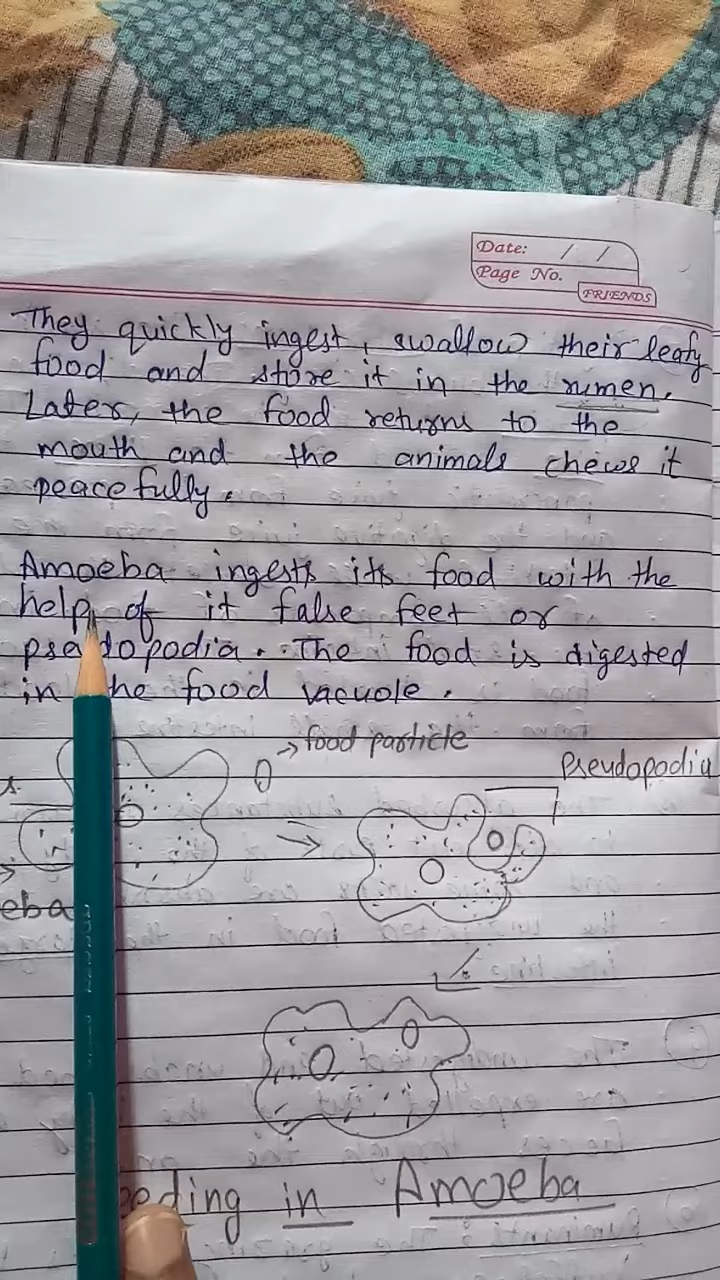 Date: / /
Page No.
FRIENDS
They quickly ingest, swallow their leafy
food and store it in the rumen.
Later, the food returns to the
mouth and the animals chews it
peacefully.
Amoeba ingests its food with the
help of it false feet or
psedopodia. The food is digested
in the food vacuole.
food particle
Pseudopodia
eba
eding in Amoeba